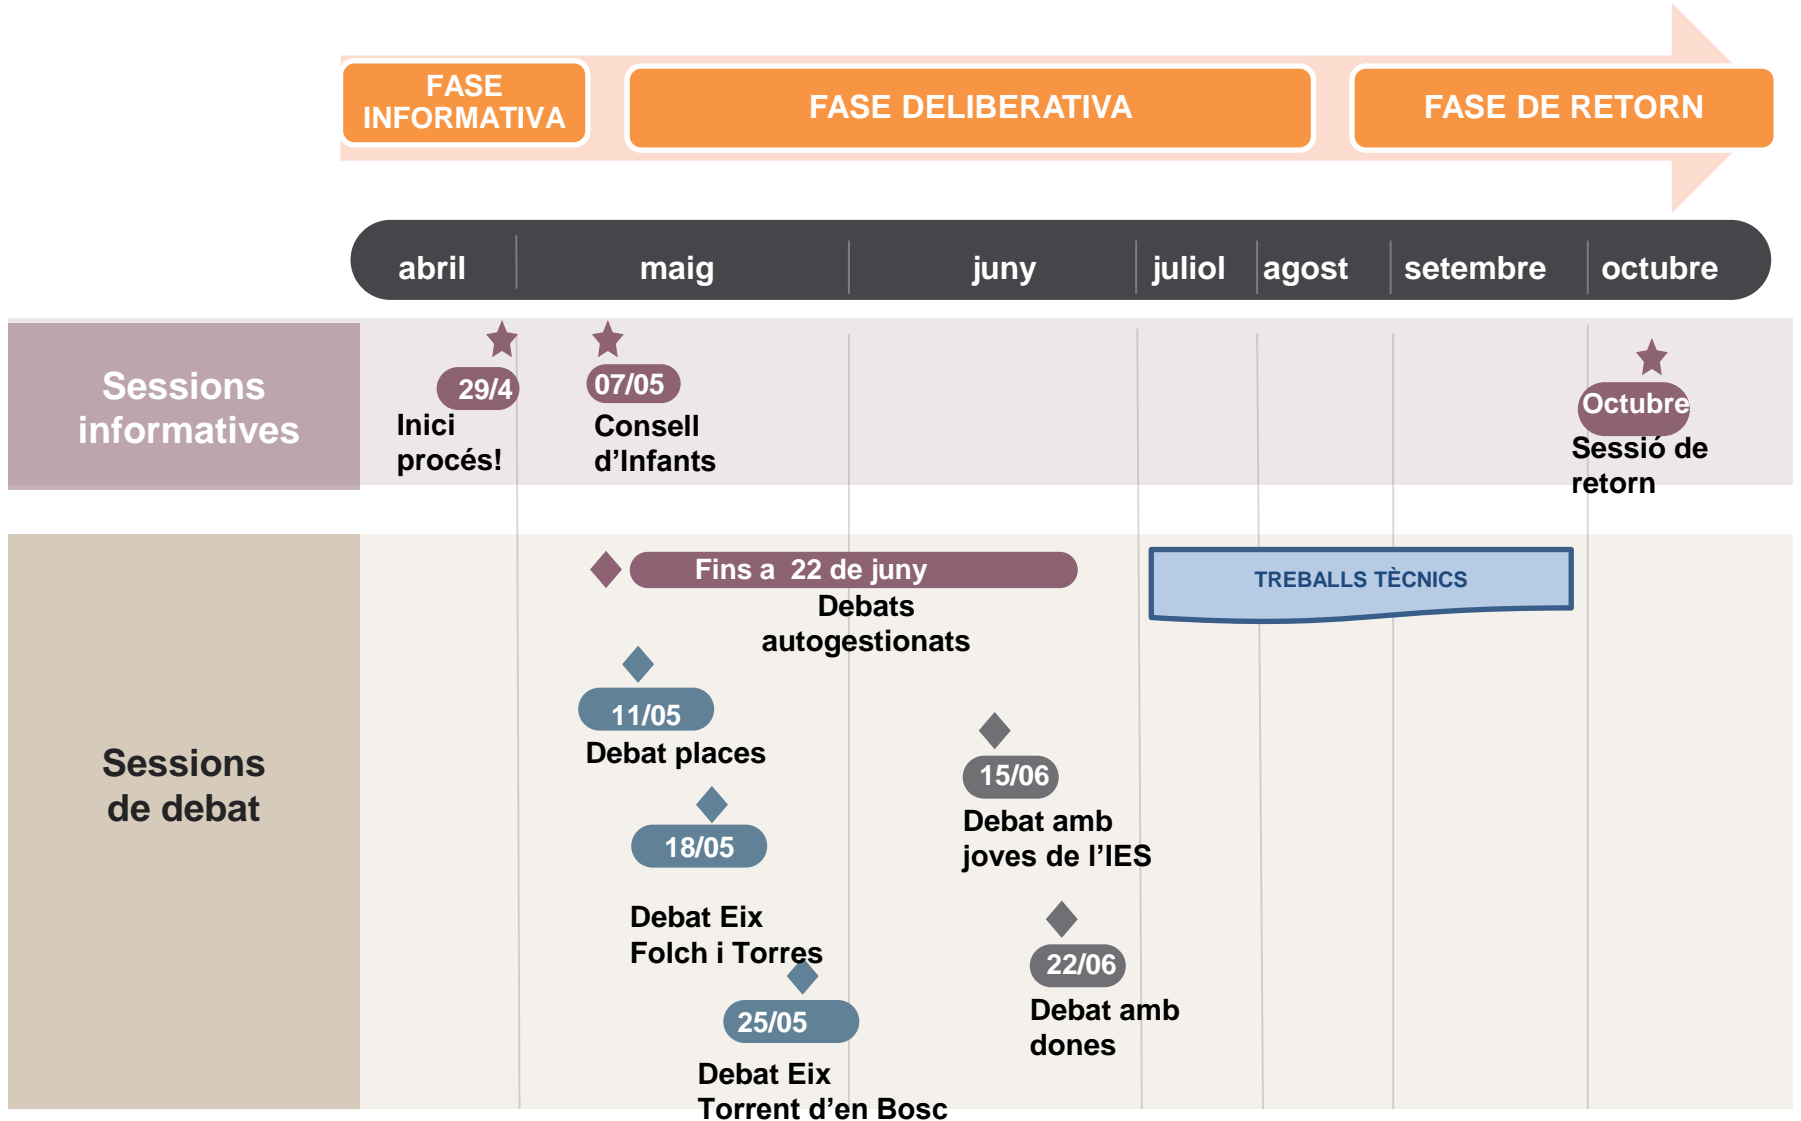 FASE
INFORMATIVA
FASE DELIBERATIVA
FASE DE RETORN
abril
maig
juny
juliol
agost
setembre
octubre
Sessions
informatives
29/4
Inici
procés!
07/05
Consell
d’Infants
Octubre
Sessió de
retorn
Sessions
de debat
Fins a 22 de juny
Debats
autogestionats
TREBALLS TÈCNICS
11/05
Debat places
18/05
Debat Eix
Folch i Torres
25/05
Debat Eix
Torrent d’en Bosc
15/06
Debat amb
joves de l’IES
22/06
Debat amb
dones